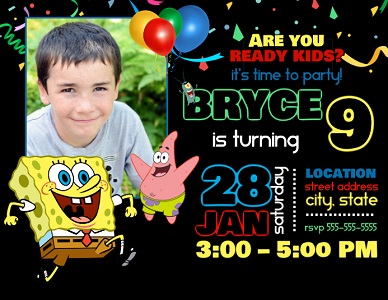 ARE YOU
READY KIDS?
it's time to party!
BRYCE
is turning
9
28
JAN
saturday
LOCATION
street address
city, state
rsvp 555-555-5555
3:00 - 5:00 PM